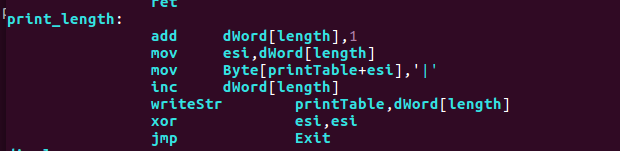 ret
print_length:
add dWord[length],1
mov esi,dWord[length]
mov Byte[printTable+esi],'|'
inc dWord[length]
writeStr printTable,dWord[length]
xor esi,esi
jmp Exit